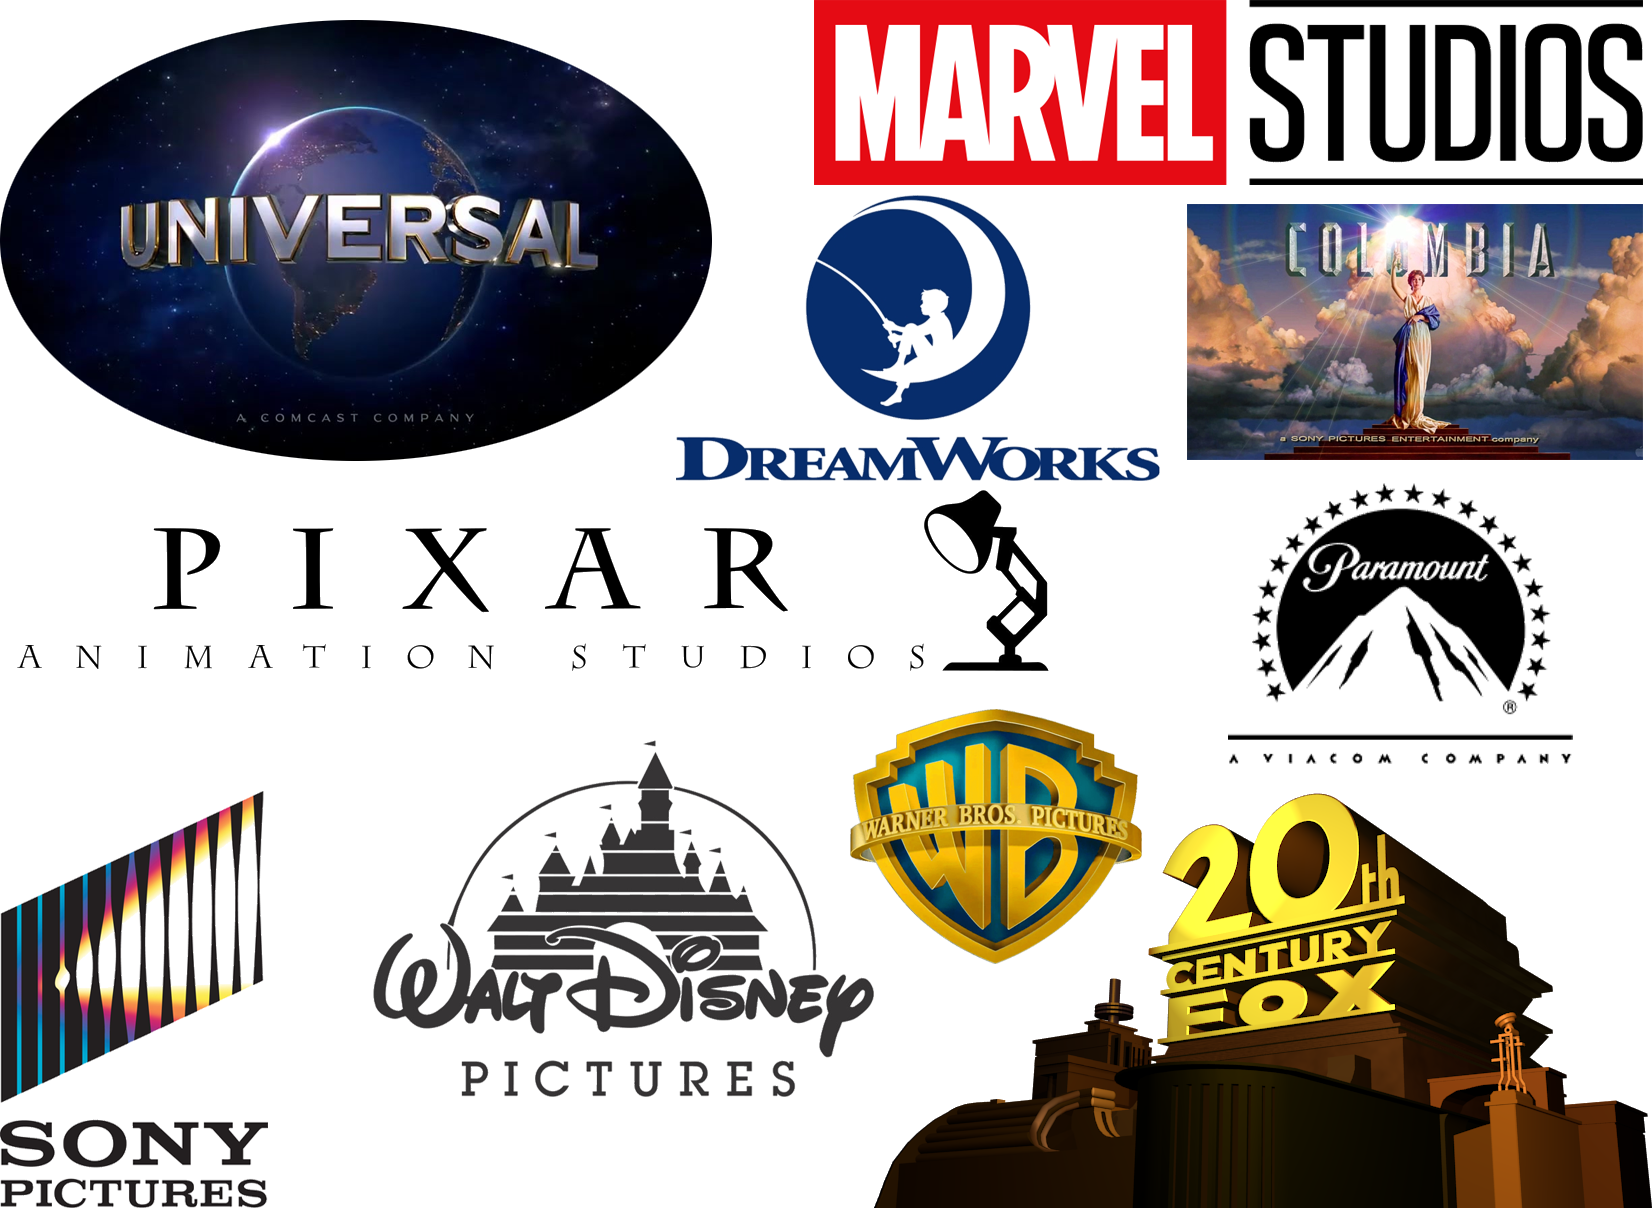 UNIVERSAL
A COMCAST COMPANY
MARVEL STUDIOS
DREAMWORKS
COLUMBIA
a SONY PICTURES ENTERTAINMENT company
PIXAR
ANIMATION STUDIOS
Paramount
®
A VIACOM COMPANY
WB
WARNER BROS. PICTURES
20th
CENTURY
FOX
WALT DISNEY
PICTURES
SONY
PICTURES